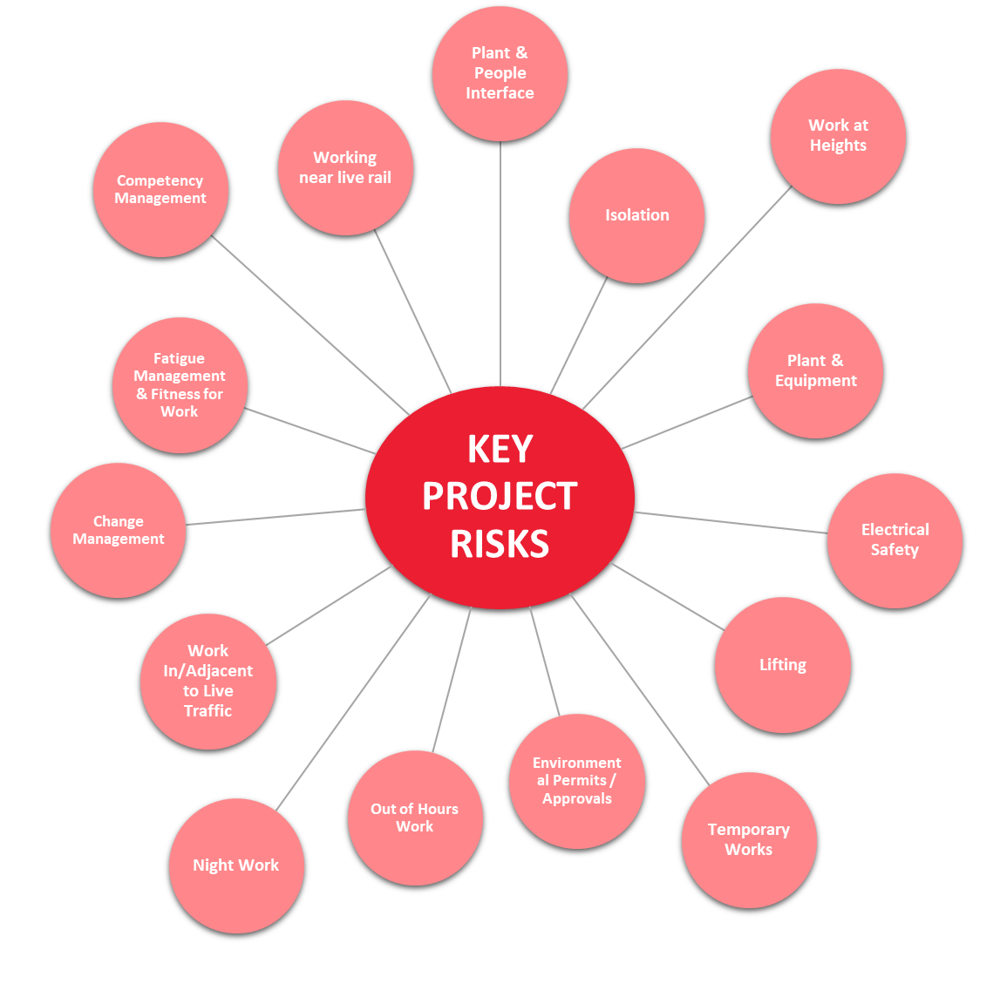 Plant &
People
Interface
Work at
Heights
Working
near live rail
Competency
Management
Isolation
Fatigue
Management
& Fitness for
Work
Plant &
Equipment
KEY
PROJECT
RISKS
Change
Management
Electrical
Safety
Work
In/Adjacent
to Live
Traffic
Lifting
Environment
al Permits /
Approvals
Out of Hours
Work
Temporary
Works
Night Work